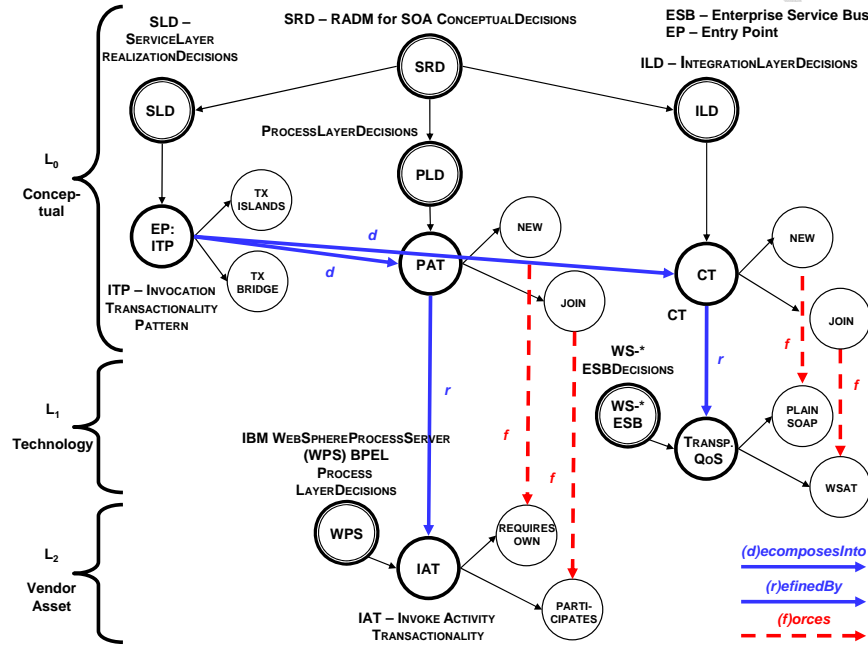 SLD –
SERVICELAYER
REALIZATIONDECISIONS
SRD – RADM for SOA CONCEPTUALDECISIONS
ESB – Enterprise Service Bus
EP – Entry Point
ILD – INTEGRATIONLAYERDECISIONS
SLD
SRD
ILD
PROCESSLAYERDECISIONS
L0
Concep-
tual
PLD
TX
ISLANDS
EP:
ITP
d
d
PAT
NEW
NEW
TX
BRIDGE
CT
JOIN
JOIN
ITP – INVOCATION
TRANSACTIONALITY
PATTERN
CT
r
f
f
WS-*
ESBDECISIONS
r
L1
Technology
WS-*
ESB
PLAIN
SOAP
TRANSP.
QOS
IBM WEBSPHEREPROCESSSERVER
(WPS) BPEL
PROCESS
LAYERDECISIONS
f
f
WSAT
L2
Vendor
Asset
WPS
REQUIRES
OWN
IAT
PARTI-
CIPATES
IAT – INVOKE ACTIVITY
TRANSACTIONALITY
(d)ecomposesInto
(r)efinedBy
(f)orces